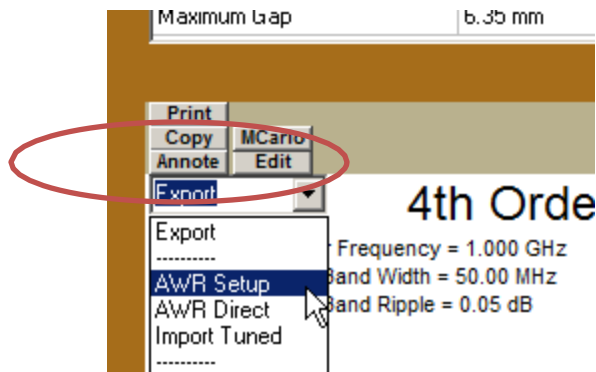 Maximum Gap 6.35 mm
Print
Copy MCarlo
Annote Edit
Export
4th Orde
Export
r Frequency = 1.000 GHz
----------
Band Width = 50.00 MHz
AWR Setup
Band Ripple = 0.05 dB
AWR Direct
Import Tuned
----------